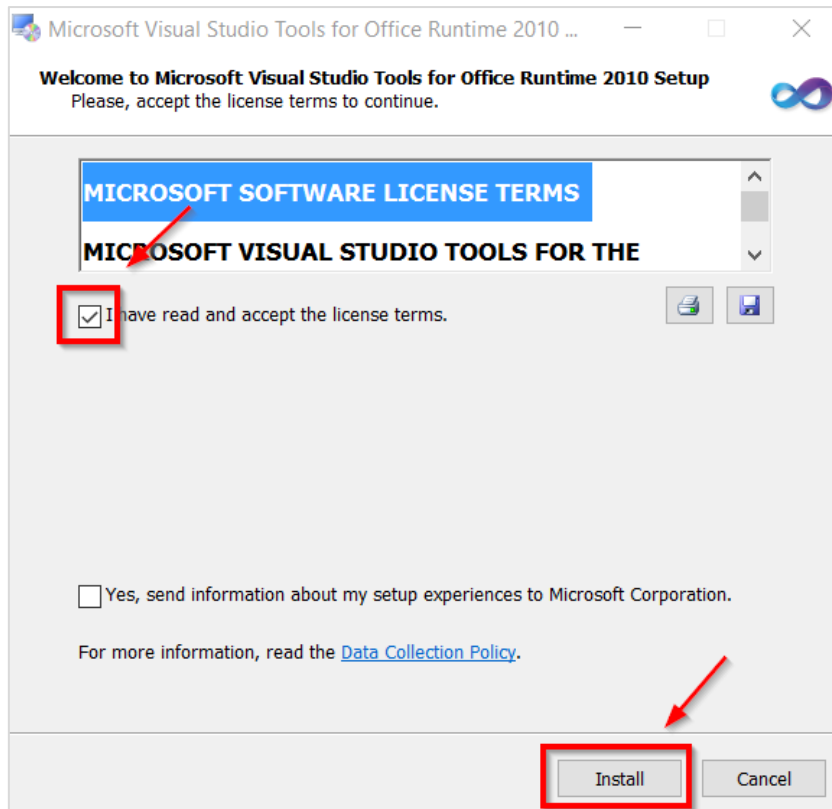 Microsoft Visual Studio Tools for Office Runtime 2010 ...
Welcome to Microsoft Visual Studio Tools for Office Runtime 2010 Setup
Please, accept the license terms to continue.
MICROSOFT SOFTWARE LICENSE TERMS
MICROSOFT VISUAL STUDIO TOOLS FOR THE
I have read and accept the license terms.
Yes, send information about my setup experiences to Microsoft Corporation.
For more information, read the Data Collection Policy.
Install
Cancel